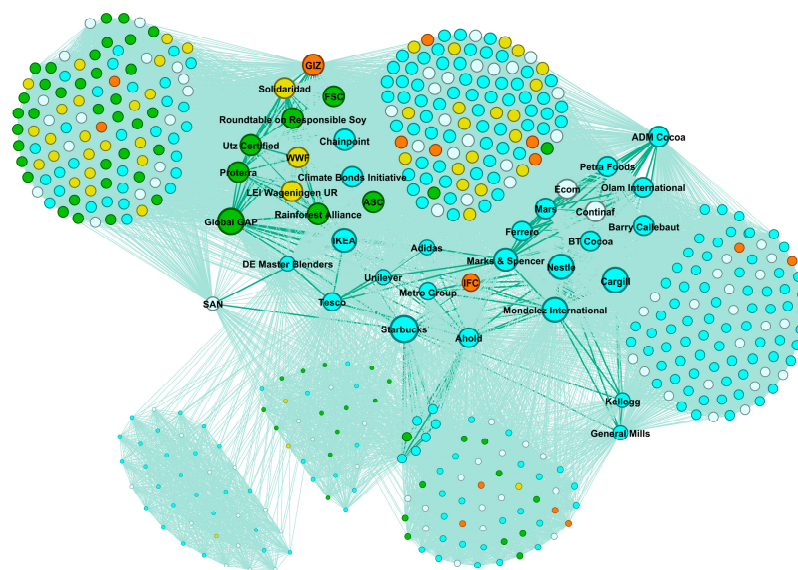 GIZ
Solidaridad
FSC
Roundtable on Responsible Soy
Utz Certified
Chainpoint
ADM Cocoa
WWF
Proterra
Climate Bonds Initiative
Petra Foods
LEI Wageningen UR
Ecom
Olam International
ASC
Mars
Continaf
Global GAP
Rainforest Alliance
Ferrero
Barry Callebaut
IKEA
Adidas
BT Cocoa
DE Master Blenders
Marks & Spencer
Nestle
Unilever
IFC
Cargill
SAN
Tesco
Metro Group
Mondelez International
Starbucks
Ahold
Kellogg
General Mills